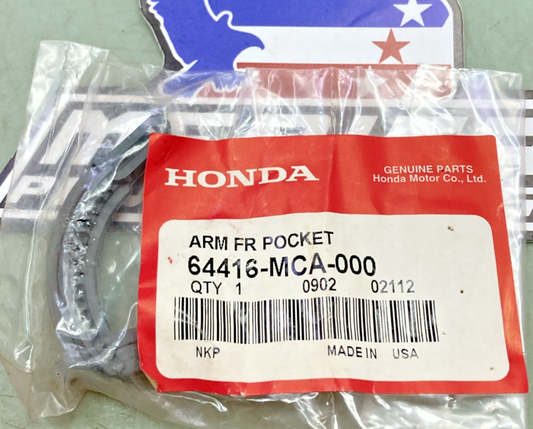 HONDA
GENUINE PARTS
Honda Motor Co., Ltd.
ARM FR POCKET
64416-MCA-000
QTY 1 0902 02112
NKP MADE IN USA